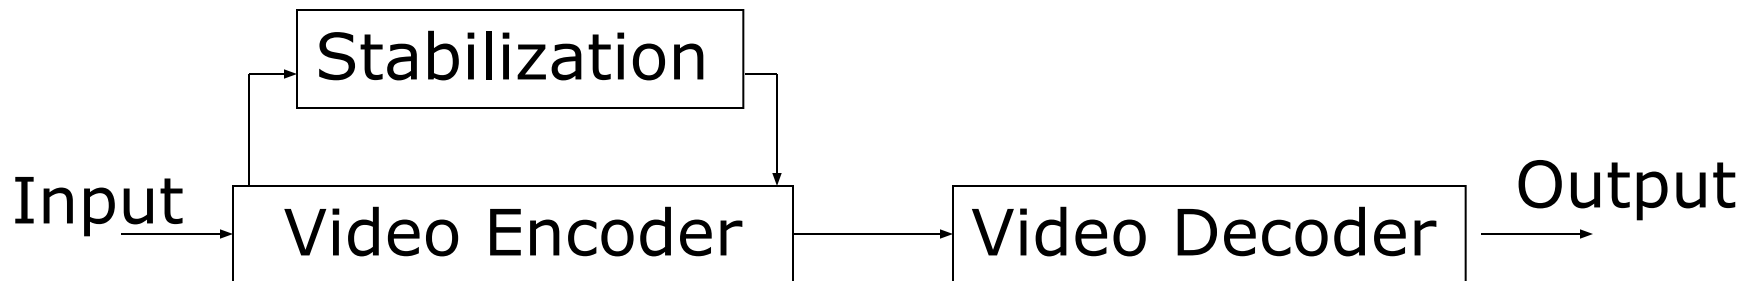 Stabilization
Input
Video Encoder
Video Decoder
Output